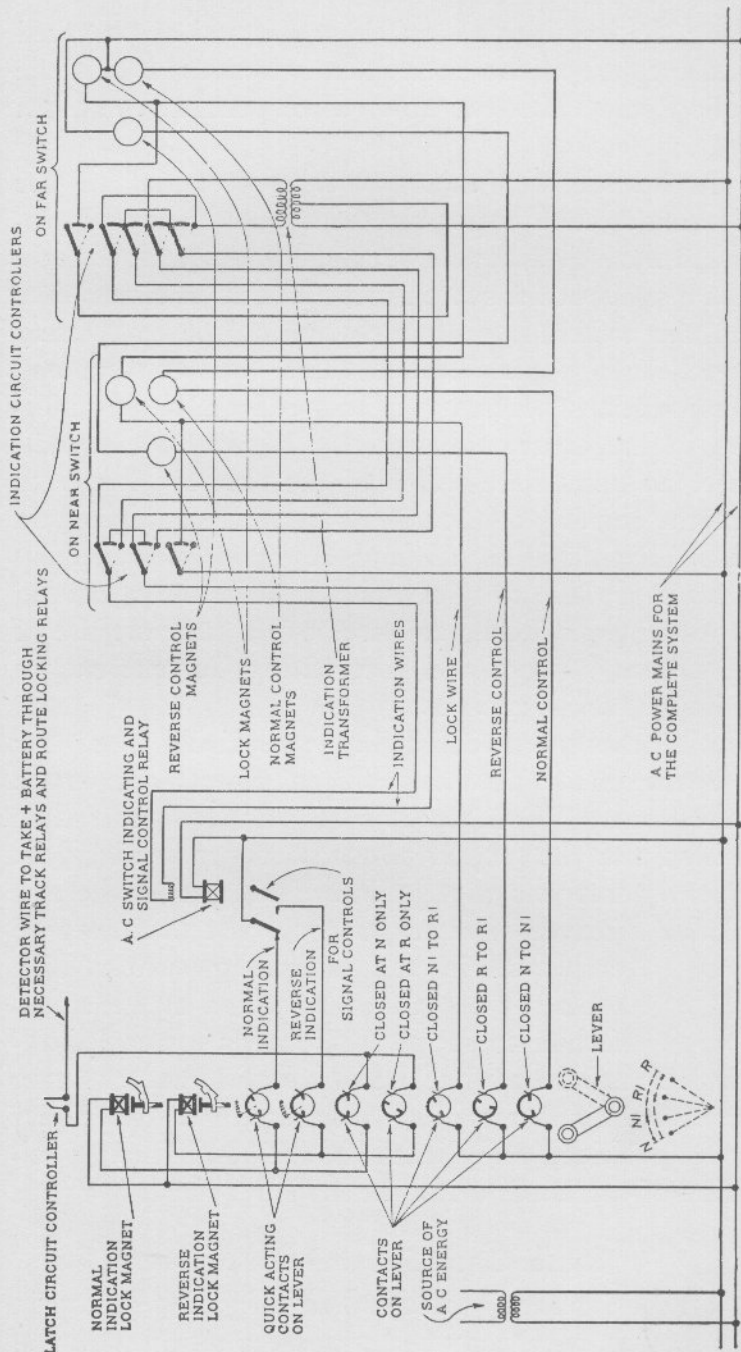 DETECTOR WIRE TO TAKE + BATTERY THROUGH
NECESSARY TRACK RELAYS AND ROUTE LOCKING RELAYS
LATCH CIRCUIT CONTROLLER
NORMAL
INDICATION
LOCK MAGNET
REVERSE
INDICATION
LOCK MAGNET
QUICK ACTING
CONTACTS
ON LEVER
CONTACTS
ON LEVER
SOURCE OF
A C ENERGY
A. C SWITCH INDICATING AND
SIGNAL CONTROL RELAY
NORMAL
INDICATION
REVERSE
INDICATION
FOR
SIGNAL CONTROLS
CLOSED AT N ONLY
CLOSED AT R ONLY
CLOSED NI TO RI
CLOSED R TO RI
CLOSED N TO NI
LEVER
N
NI
RI
R
INDICATION CIRCUIT CONTROLLERS
ON NEAR SWITCH
ON FAR SWITCH
REVERSE CONTROL
MAGNETS
LOCK MAGNETS
NORMAL CONTROL
MAGNETS
INDICATION
TRANSFORMER
INDICATION WIRES
LOCK WIRE
REVERSE CONTROL
NORMAL CONTROL
A C POWER MAINS FOR
THE COMPLETE SYSTEM